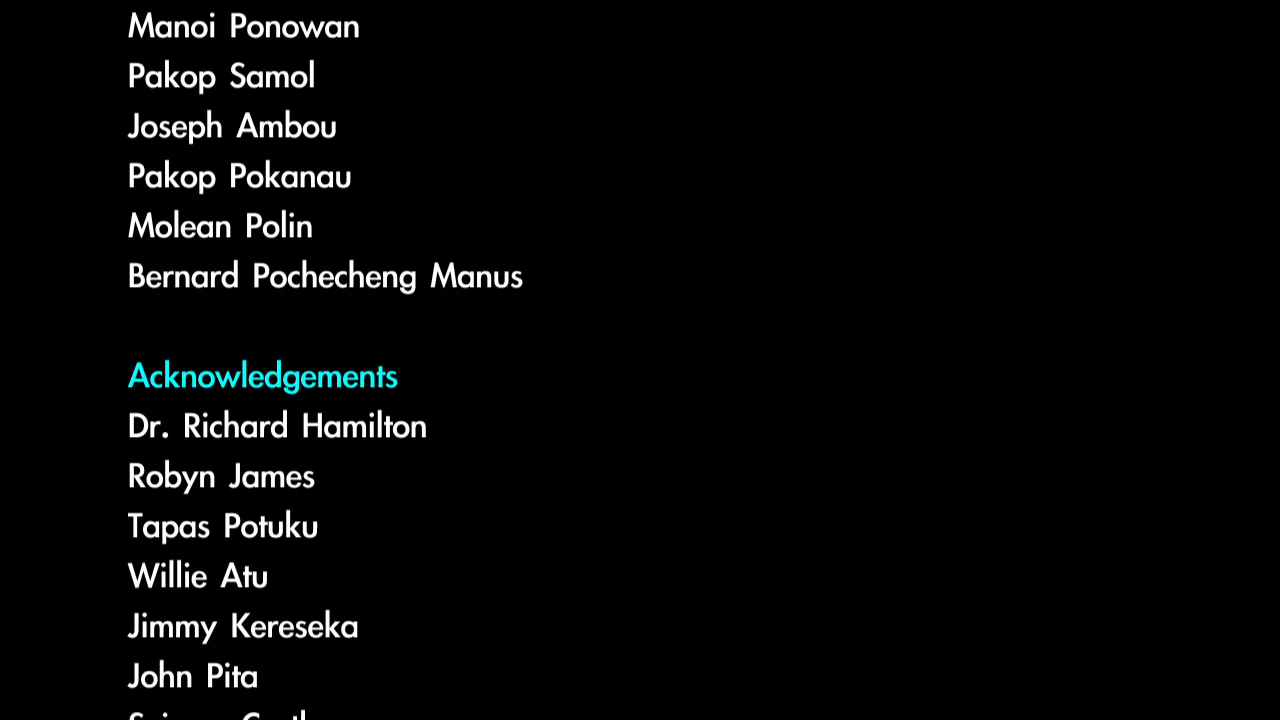 Manoi Ponowan
Pakop Samol
Joseph Ambou
Pakop Pokanau
Molean Polin
Bernard Pochecheng Manus
Acknowledgements
Dr. Richard Hamilton
Robyn James
Tapas Potuku
Willie Atu
Jimmy Kereseka
John Pita